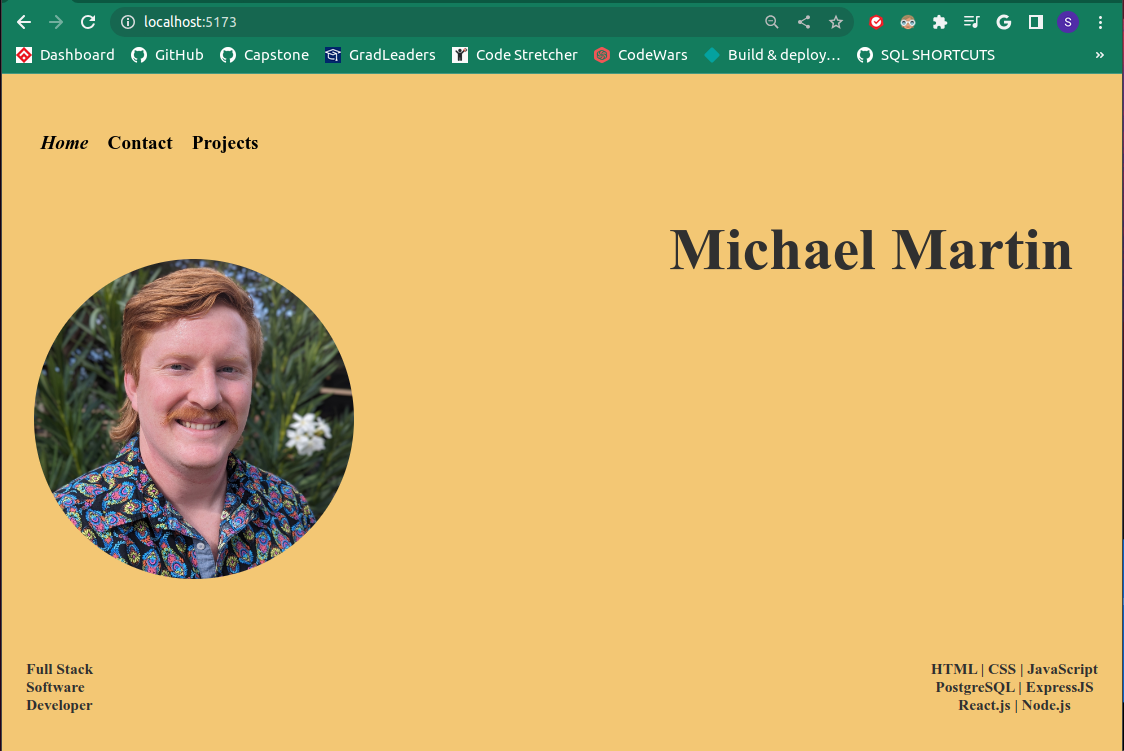 localhost:5173
S
Dashboard GitHub Capstone GradLeaders Code Stretcher CodeWars Build & deploy… SQL SHORTCUTS »
Home Contact Projects
Michael Martin
Full Stack
Software
Developer
HTML | CSS | JavaScript
PostgreSQL | ExpressJS
React.js | Node.js